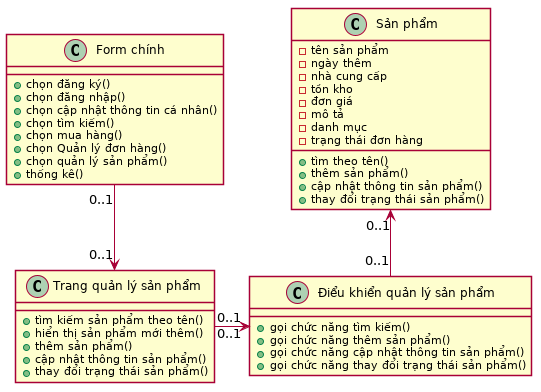 C Form chính
chọn đăng ký()
chọn đăng nhập()
chọn cập nhật thông tin cá nhân()
chọn tìm kiếm()
chọn mua hàng()
chọn Quản lý đơn hàng()
chọn quản lý sản phẩm()
thống kê()
C Sản phẩm
tên sản phẩm
ngày thêm
nhà cung cấp
tồn kho
đơn giá
mô tả
danh mục
trạng thái đơn hàng
tìm theo tên()
thêm sản phẩm()
cập nhật thông tin sản phẩm()
thay đổi trạng thái sản phẩm()
0..1
0..1
0..1
0..1
C Trang quản lý sản phẩm
tìm kiếm sản phẩm theo tên()
hiển thị sản phẩm mới thêm()
thêm sản phẩm()
cập nhật thông tin sản phẩm()
thay đổi trạng thái sản phẩm()
0..1
0..1
C Điều khiển quản lý sản phẩm
gọi chức năng tìm kiếm()
gọi chức năng thêm sản phẩm()
gọi chức năng cập nhật thông tin sản phẩm()
gọi chức năng thay đổi trạng thái sản phẩm()